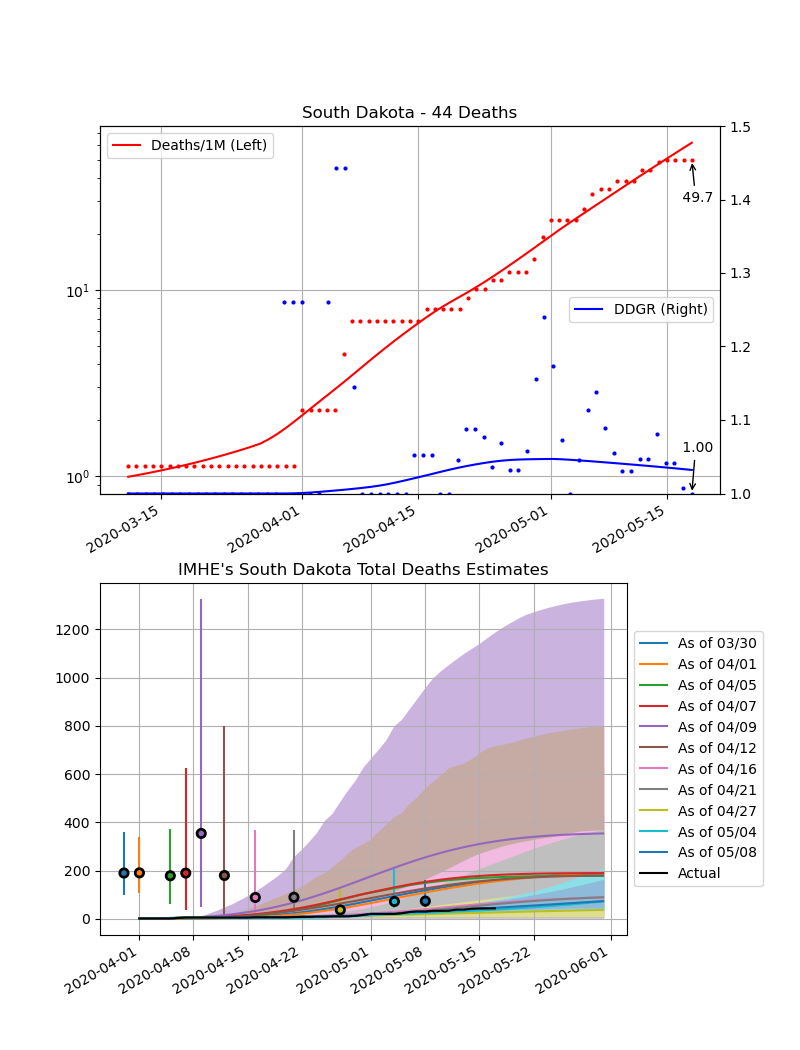 South Dakota - 44 Deaths
Deaths/1M (Left)
10¹
10⁰
1.5
1.4
1.3
1.2
1.1
1.0
49.7
DDGR (Right)
1.00
2020-03-15
2020-04-01
2020-04-15
2020-05-01
2020-05-15
IMHE's South Dakota Total Deaths Estimates
1200
1000
800
600
400
200
0
2020-04-01
2020-04-08
2020-04-15
2020-04-22
2020-05-01
2020-05-08
2020-05-15
2020-05-22
2020-06-01
As of 03/30
As of 04/01
As of 04/05
As of 04/07
As of 04/09
As of 04/12
As of 04/16
As of 04/21
As of 04/27
As of 05/04
As of 05/08
Actual